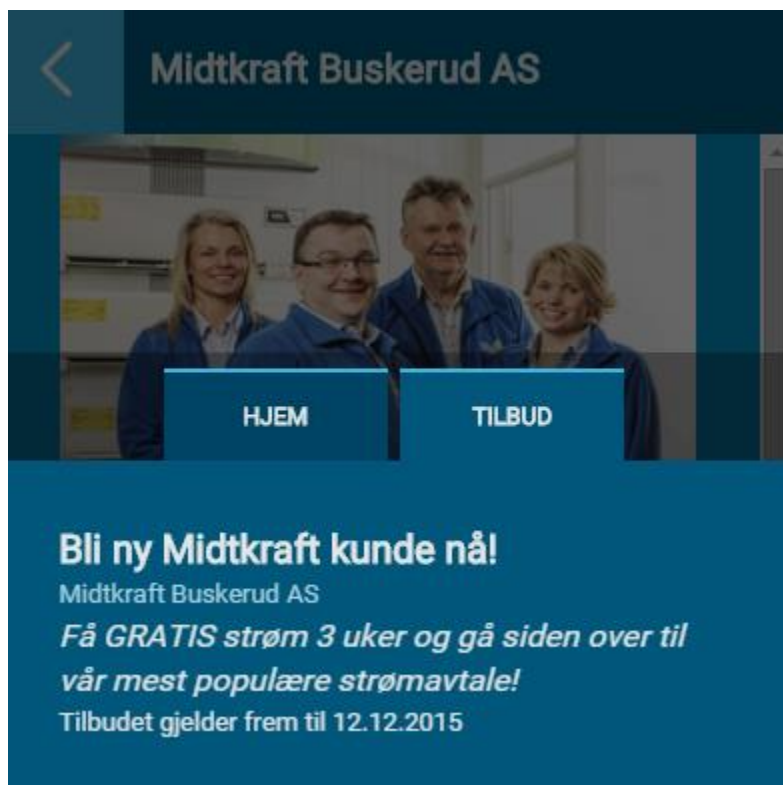 Midtkraft Buskerud AS
HJEM
TILBUD
Bli ny Midtkraft kunde nå!
Midtkraft Buskerud AS
Få GRATIS strøm 3 uker og gå siden over til
vår mest populære strømavtale!
Tilbudet gjelder frem til 12.12.2015